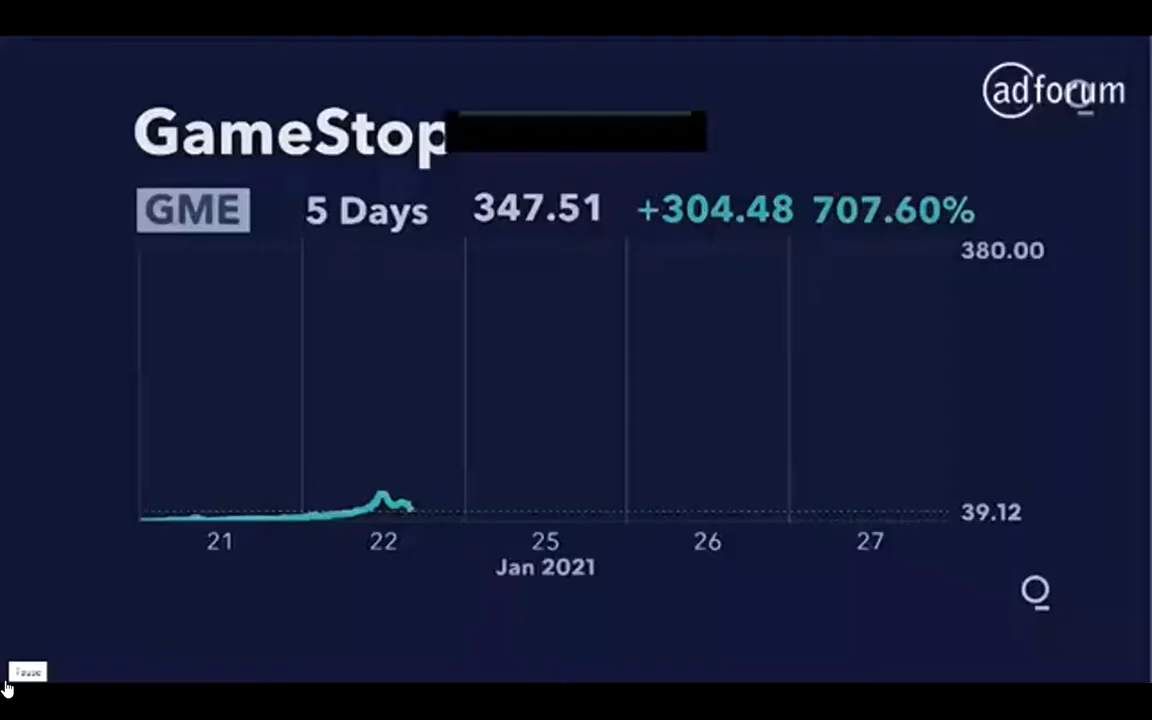 adforum
GameStop
GME 5 Days 347.51 +304.48 707.60%
380.00
39.12
21 22 25 26 27
Jan 2021
Pause